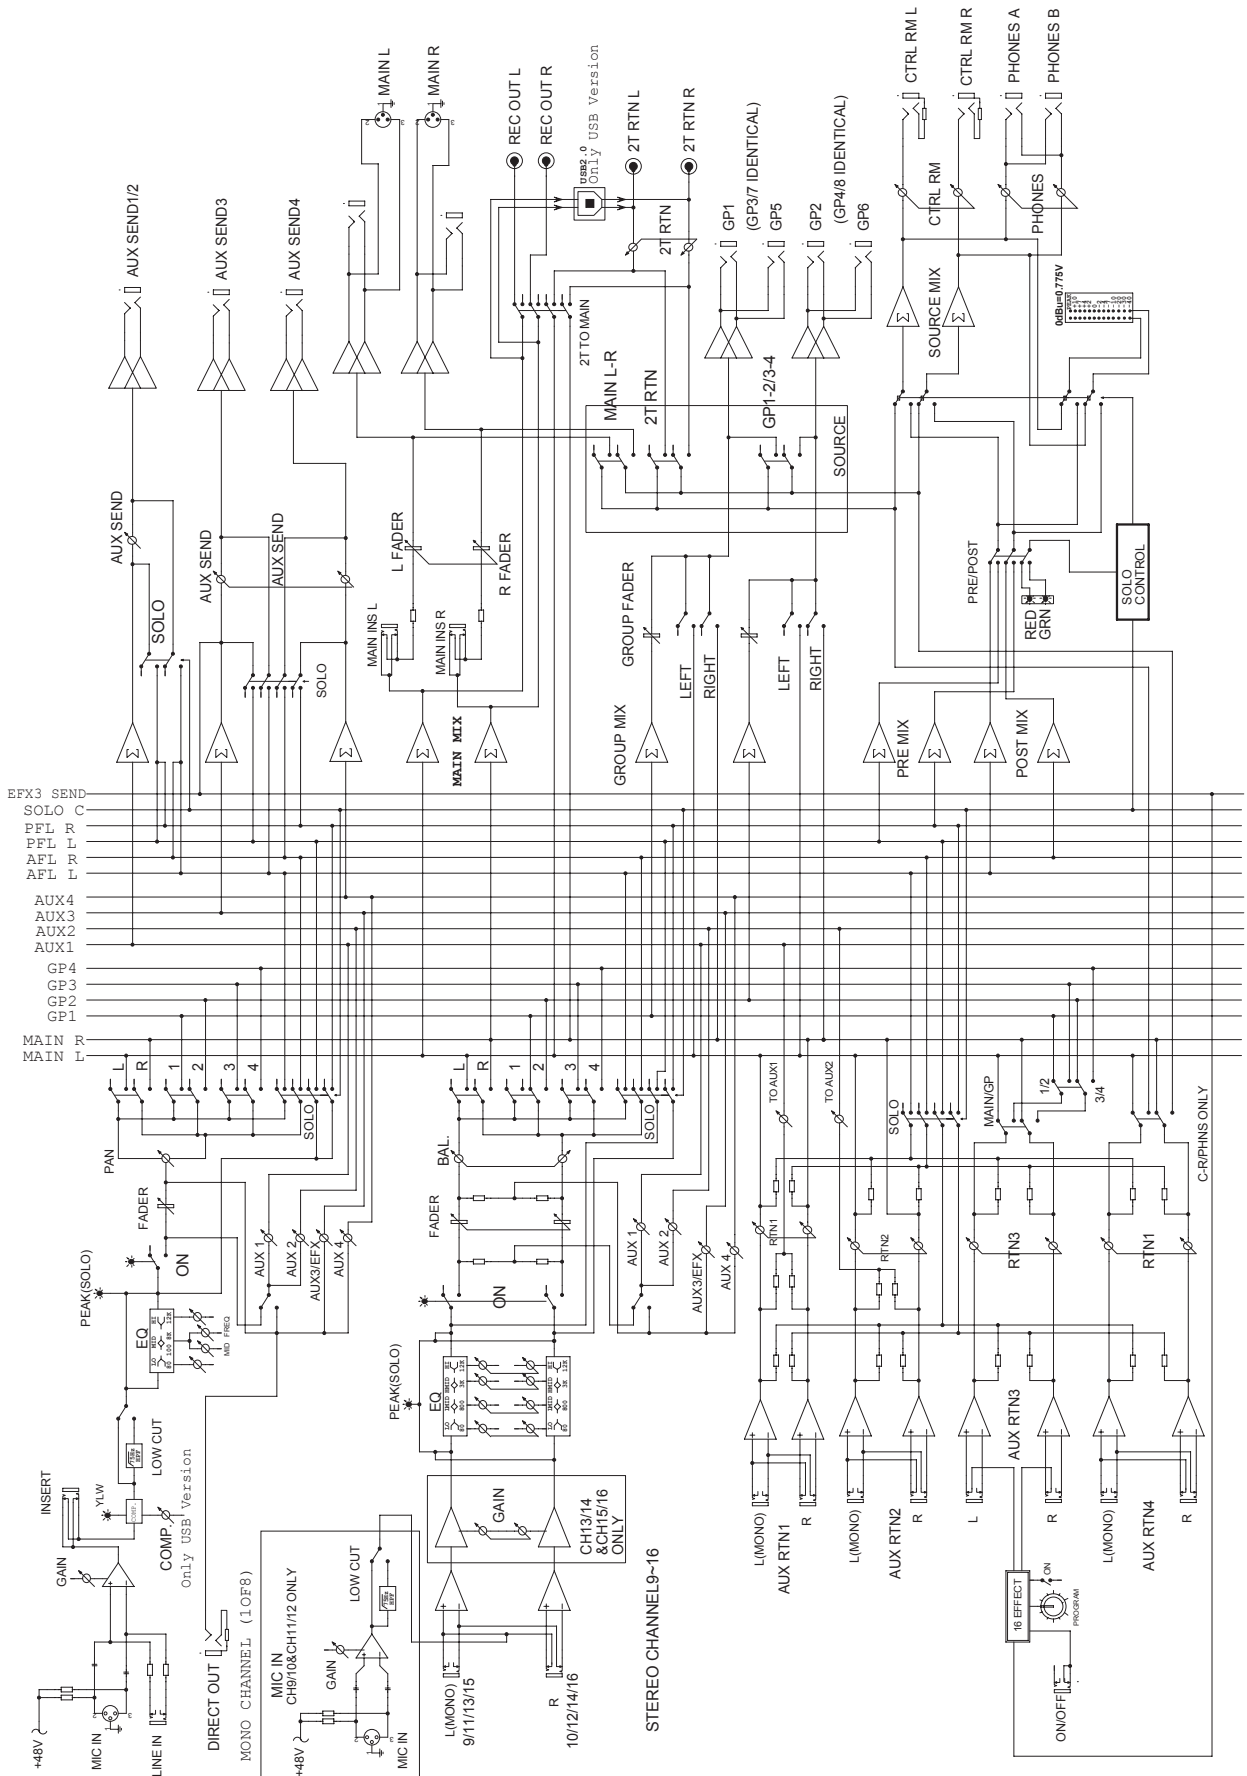 AUX SEND1/2
AUX SEND3
AUX SEND4
MAIN L
MAIN R
REC OUT L
REC OUT R
USB2.0
Only USB Version
2T RTN L
2T RTN R
2T RTN
GP1
(GP3/7 IDENTICAL)
GP5
GP2
(GP4/8 IDENTICAL)
GP6
CTRL RM L
CTRL RM R
PHONES A
PHONES B
CTRL RM
PHONES
0dBu=0.775V
SOURCE MIX
2T TO MAIN
MAIN L-R
2T RTN
GP1-2/3-4
SOURCE
AUX SEND
AUX SEND
AUX SEND
SOLO
SOLO
L FADER
R FADER
MAIN INS L
MAIN INS R
MAIN MIX
GROUP FADER
LEFT
RIGHT
LEFT
RIGHT
GROUP MIX
PRE/POST
RED
GRN
SOLO
CONTROL
PRE MIX
POST MIX
EFX3 SEND
SOLO C
PFL R
PFL L
AFL R
AFL L
AUX4
AUX3
AUX2
AUX1
GP4
GP3
GP2
GP1
MAIN R
MAIN L
L
R
1
2
3
4
SOLO
PAN
FADER
ON
PEAK(SOLO)
EQ
LO MID HI
80 100 8K 12K
MID FREQ
AUX 1
AUX 2
AUX3/EFX
AUX 4
L
R
1
2
3
4
SOLO
BAL.
FADER
ON
PEAK(SOLO)
EQ
AUX 1
AUX 2
AUX3/EFX
AUX 4
TO AUX1
TO AUX2
RTN1
RTN2
SOLO
MAIN/GP
1/2
3/4
C-R/PHNS ONLY
RTN3
RTN1
INSERT
YLW
COMP.
LOW CUT
GAIN
COMP.
Only USB Version
+48V
MIC IN
LINE IN
DIRECT OUT
MONO CHANNEL (1OF8)
MIC IN
CH9/10&CH11/12 ONLY
GAIN
LOW CUT
+48V
MIC IN
GAIN
CH13/14
&CH15/16
ONLY
L(MONO)
9/11/13/15
R
10/12/14/16
STEREO CHANNEL9~16
L(MONO)
R
AUX RTN1
L(MONO)
R
AUX RTN2
L
R
AUX RTN3
L(MONO)
R
AUX RTN4
16 EFFECT
ON
PROGRAM
ON/OFF